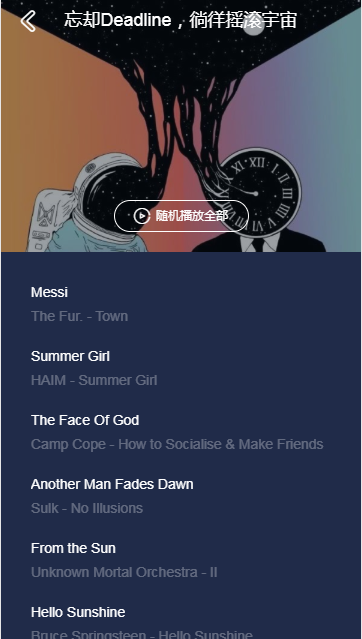 忘却Deadline，徜徉摇滚宇宙
随机播放全部
Messi
The Fur. - Town
Summer Girl
HAIM - Summer Girl
The Face Of God
Camp Cope - How to Socialise & Make Friends
Another Man Fades Dawn
Sulk - No Illusions
From the Sun
Unknown Mortal Orchestra - II
Hello Sunshine
Bruce Springsteen - Hello Sunshine